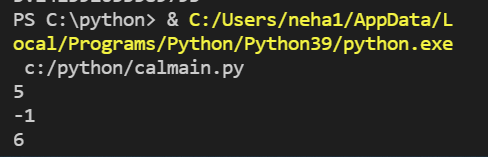 PS C:\python> & C:/Users/neha1/AppData/L
ocal/Programs/Python/Python39/python.exe
 c:/python/calmain.py
5
-1
6